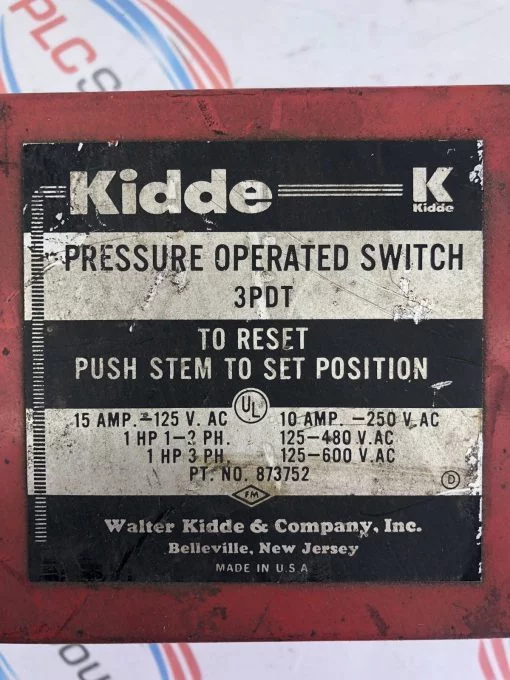 PLCS
Kidde K
Kidde
PRESSURE OPERATED SWITCH
3PDT
TO RESET
PUSH STEM TO SET POSITION
UL
15 AMP.-125 V. AC 10 AMP. -250 V.AC
1 HP 1-3 PH. 125-480 V.AC
1 HP 3 PH. 125-600 V.AC
PT. NO. 873752 D
FM
Walter Kidde & Company, Inc.
Belleville, New Jersey
MADE IN U.S.A